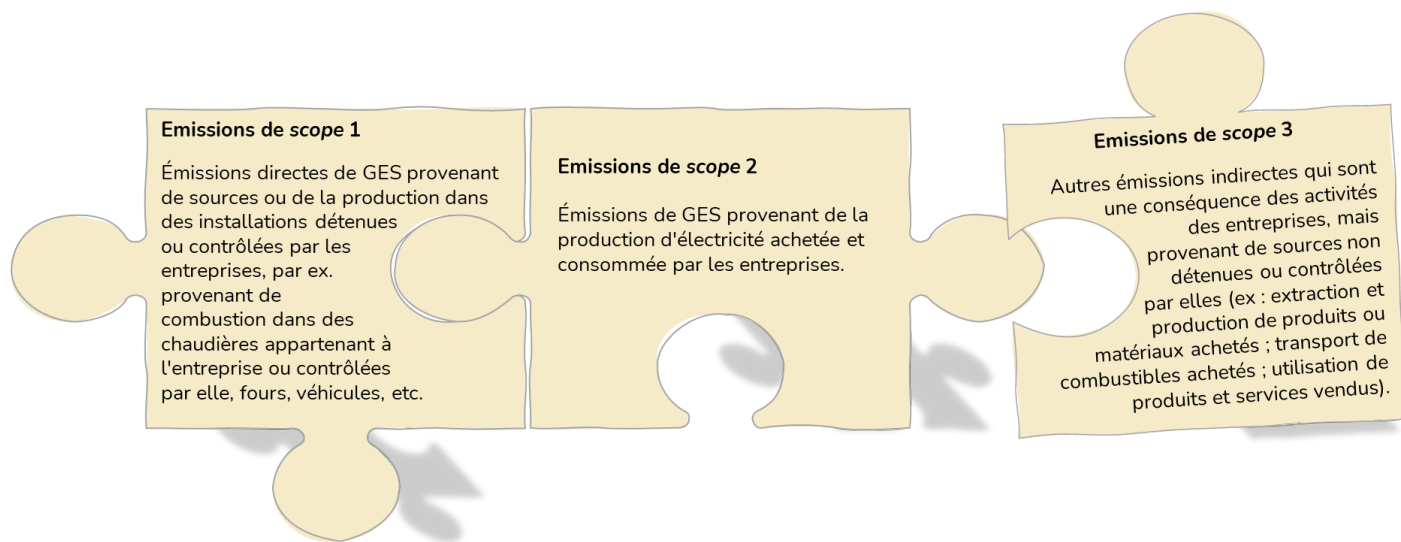 Emissions de scope 1
Émissions directes de GES provenant
de sources ou de la production dans
des installations détenues
ou contrôlées par les
entreprises, par ex.
provenant de
combustion dans des
chaudières appartenant à
l'entreprise ou contrôlées
par elle, fours, véhicules, etc.
Emissions de scope 2
Émissions de GES provenant de la
production d'électricité achetée et
consommée par les entreprises.
Emissions de scope 3
Autres émissions indirectes qui sont
une conséquence des activités
des entreprises, mais
provenant de sources non
détenues ou contrôlées
par elles (ex : extraction et
production de produits ou
matériaux achetés ; transport de
combustibles achetés ; utilisation de
produits et services vendus).